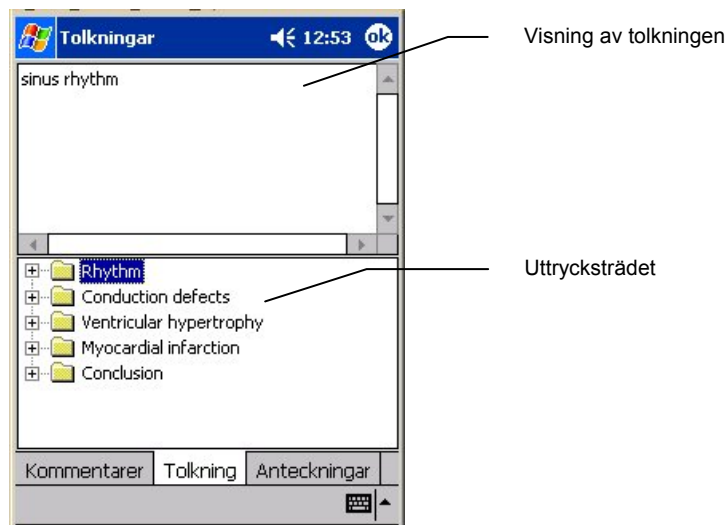 Tolkningar 12:53 ok
Visning av tolkningen
sinus rhythm
Uttrycksträdet
Rhythm
Conduction defects
Ventricular hypertrophy
Myocardial infarction
Conclusion
Kommentarer Tolkning Anteckningar